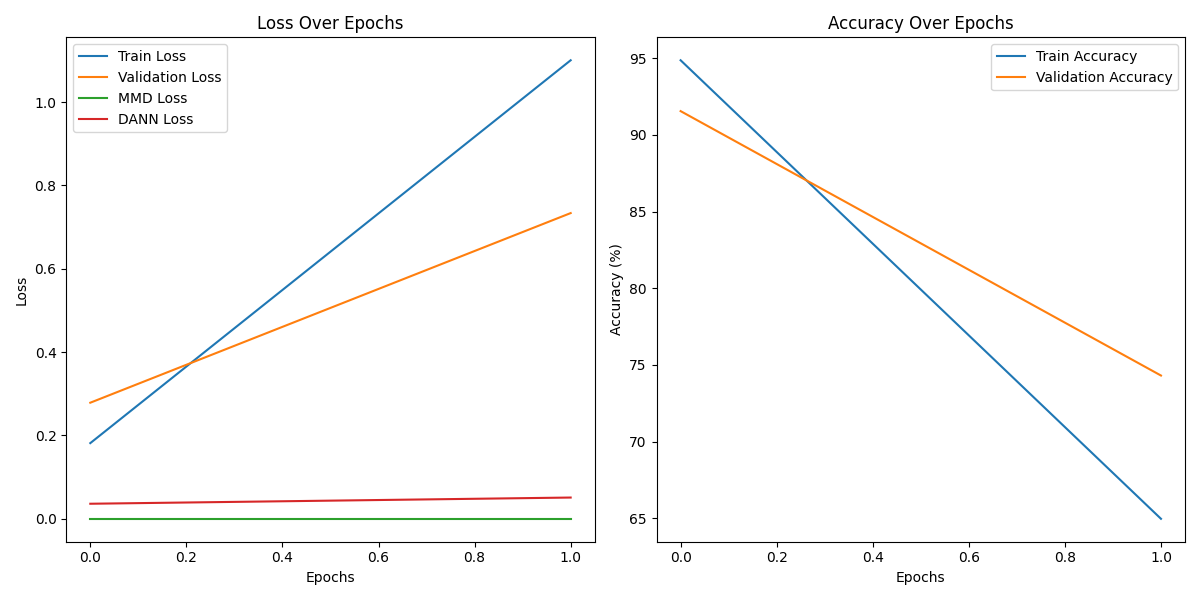 Loss Over Epochs
Train Loss
Validation Loss
MMD Loss
DANN Loss
1.0
0.8
0.6
0.4
0.2
0.0
Loss
0.0 0.2 0.4 0.6 0.8 1.0
Epochs
Accuracy Over Epochs
Train Accuracy
Validation Accuracy
95
90
85
80
75
70
65
Accuracy (%)
0.0 0.2 0.4 0.6 0.8 1.0
Epochs